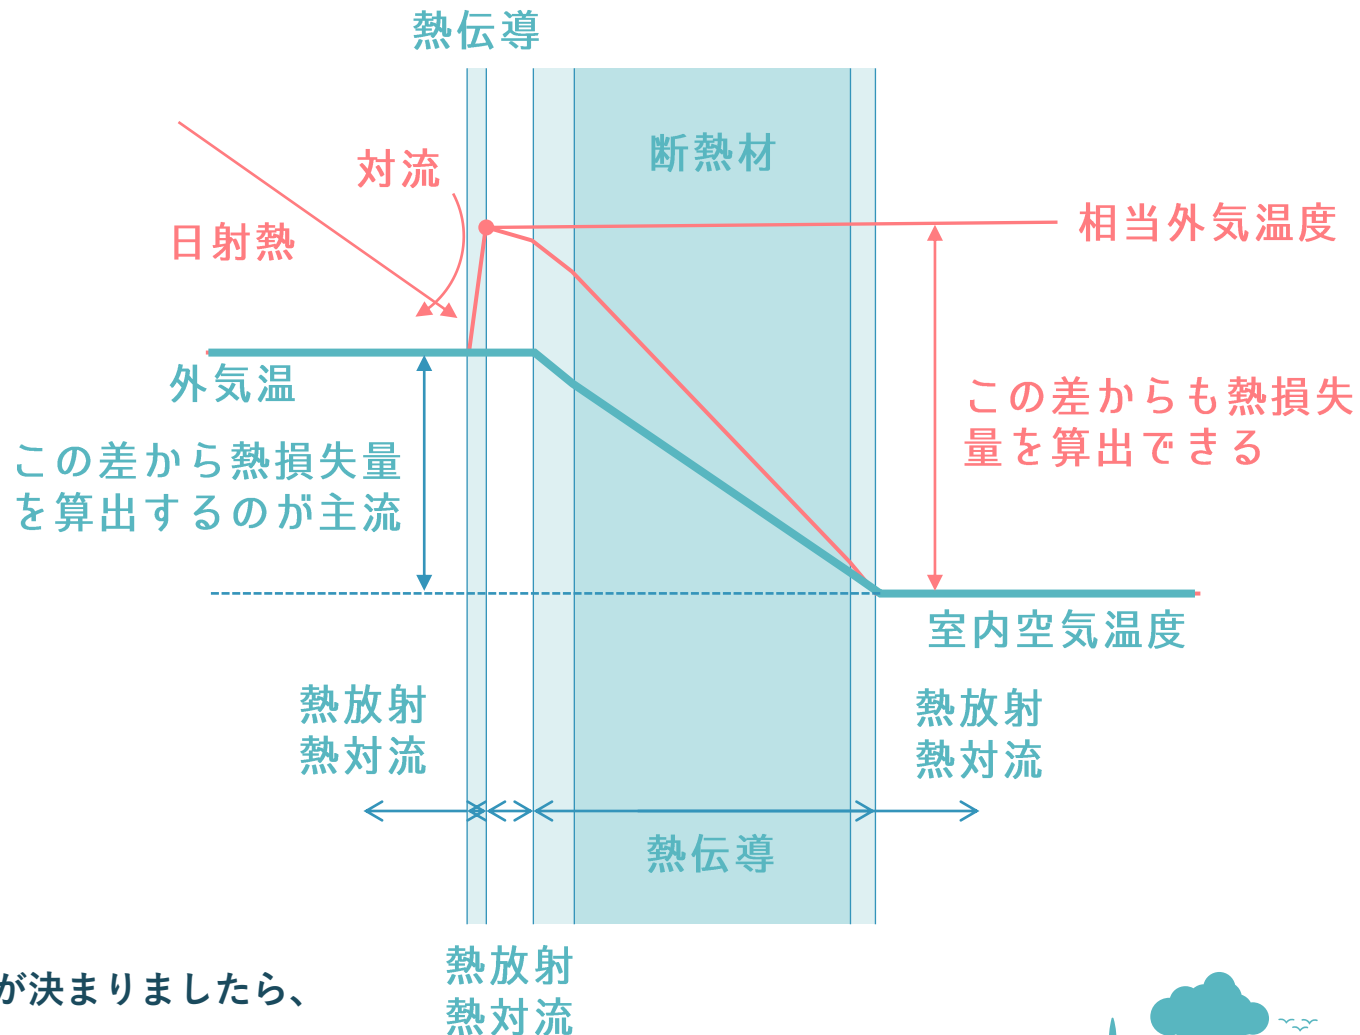 熱伝導
断熱材
対流
日射熱
相当外気温度
外気温
この差からも熱損失
量を算出できる
この差から熱損失量
を算出するのが主流
室内空気温度
熱放射
熱対流
熱放射
熱対流
熱伝導
熱放射
熱対流
が決まりましたら、